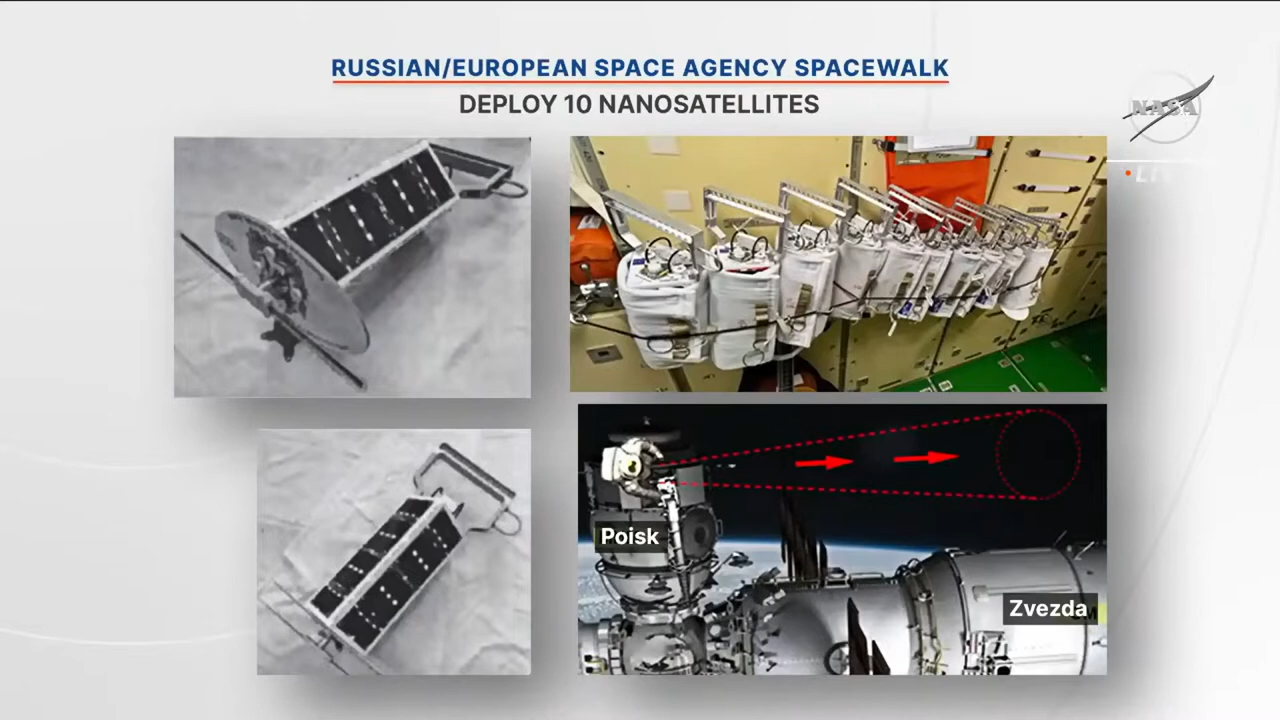 RUSSIAN/EUROPEAN SPACE AGENCY SPACEWALK
DEPLOY 10 NANOSATELLITES
NASA
Poisk
Zvezda